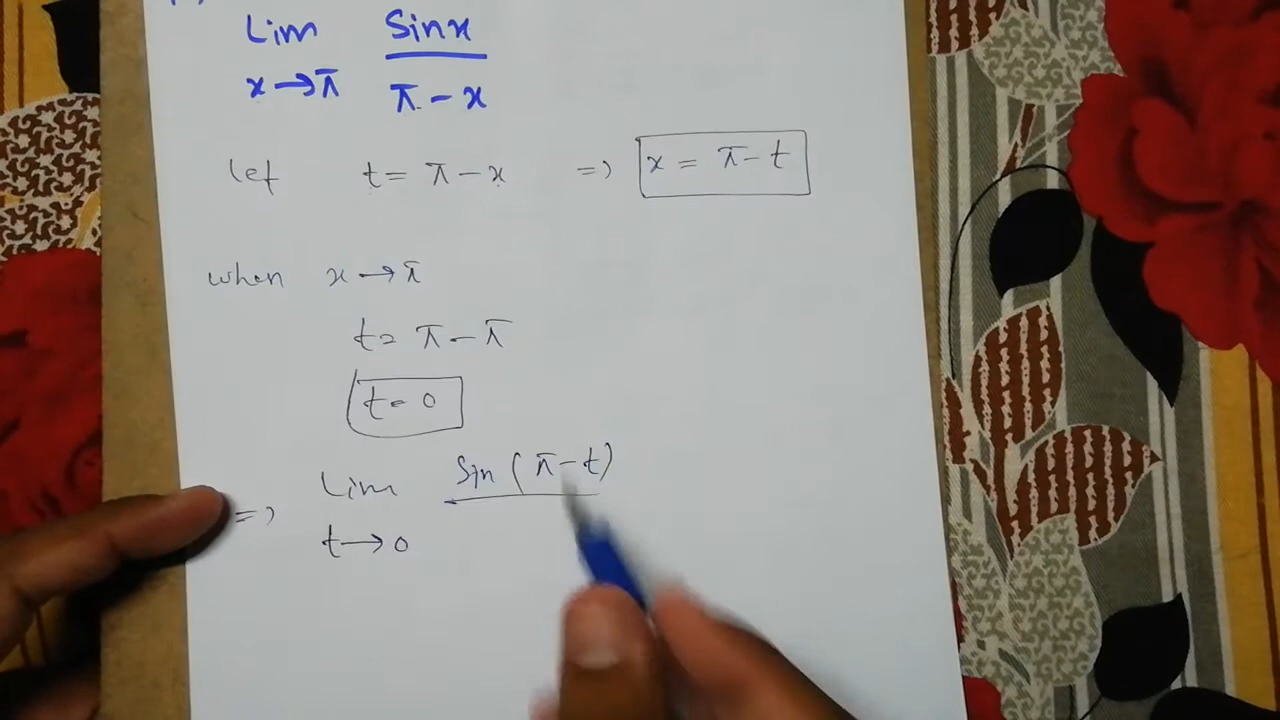 Lim Sinx
x→π π - x
let t = π - x => x = π - t
when x→π
t = π - π
t = 0
=> Lim Sin (π - t)
t→0